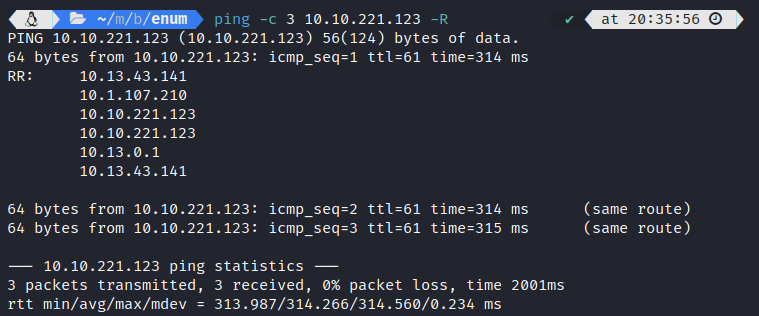 ~/m/b/enum ping -c 3 10.10.221.123 -R ✔ at 20:35:56
PING 10.10.221.123 (10.10.221.123) 56(124) bytes of data.
64 bytes from 10.10.221.123: icmp_seq=1 ttl=61 time=314 ms
RR: 10.13.43.141
10.1.107.210
10.10.221.123
10.10.221.123
10.13.0.1
10.13.43.141
64 bytes from 10.10.221.123: icmp_seq=2 ttl=61 time=314 ms (same route)
64 bytes from 10.10.221.123: icmp_seq=3 ttl=61 time=315 ms (same route)
--- 10.10.221.123 ping statistics ---
3 packets transmitted, 3 received, 0% packet loss, time 2001ms
rtt min/avg/max/mdev = 313.987/314.266/314.560/0.234 ms